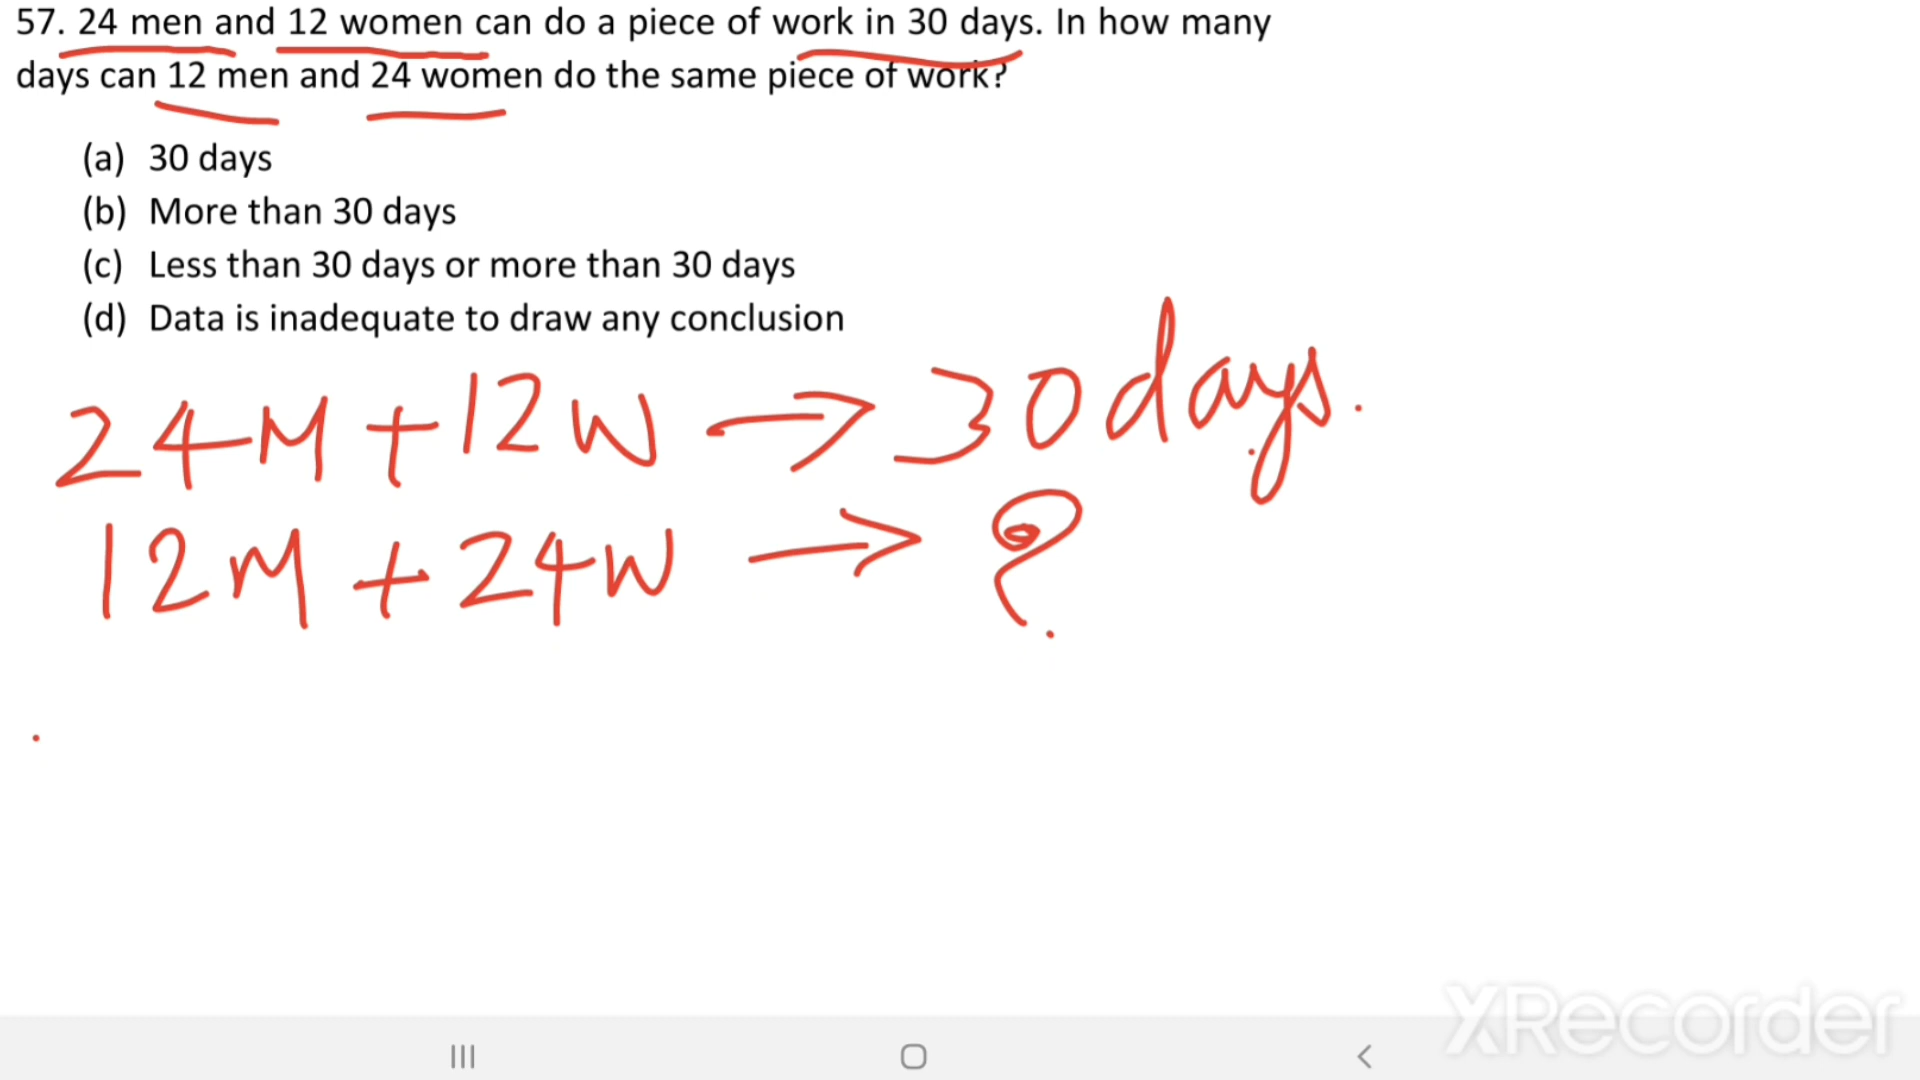 57. 24 men and 12 women can do a piece of work in 30 days. In how many
days can 12 men and 24 women do the same piece of work?
(a) 30 days
(b) More than 30 days
(c) Less than 30 days or more than 30 days
(d) Data is inadequate to draw any conclusion
24M+12W → 30 days.
12M+24W → ?
XRecorder